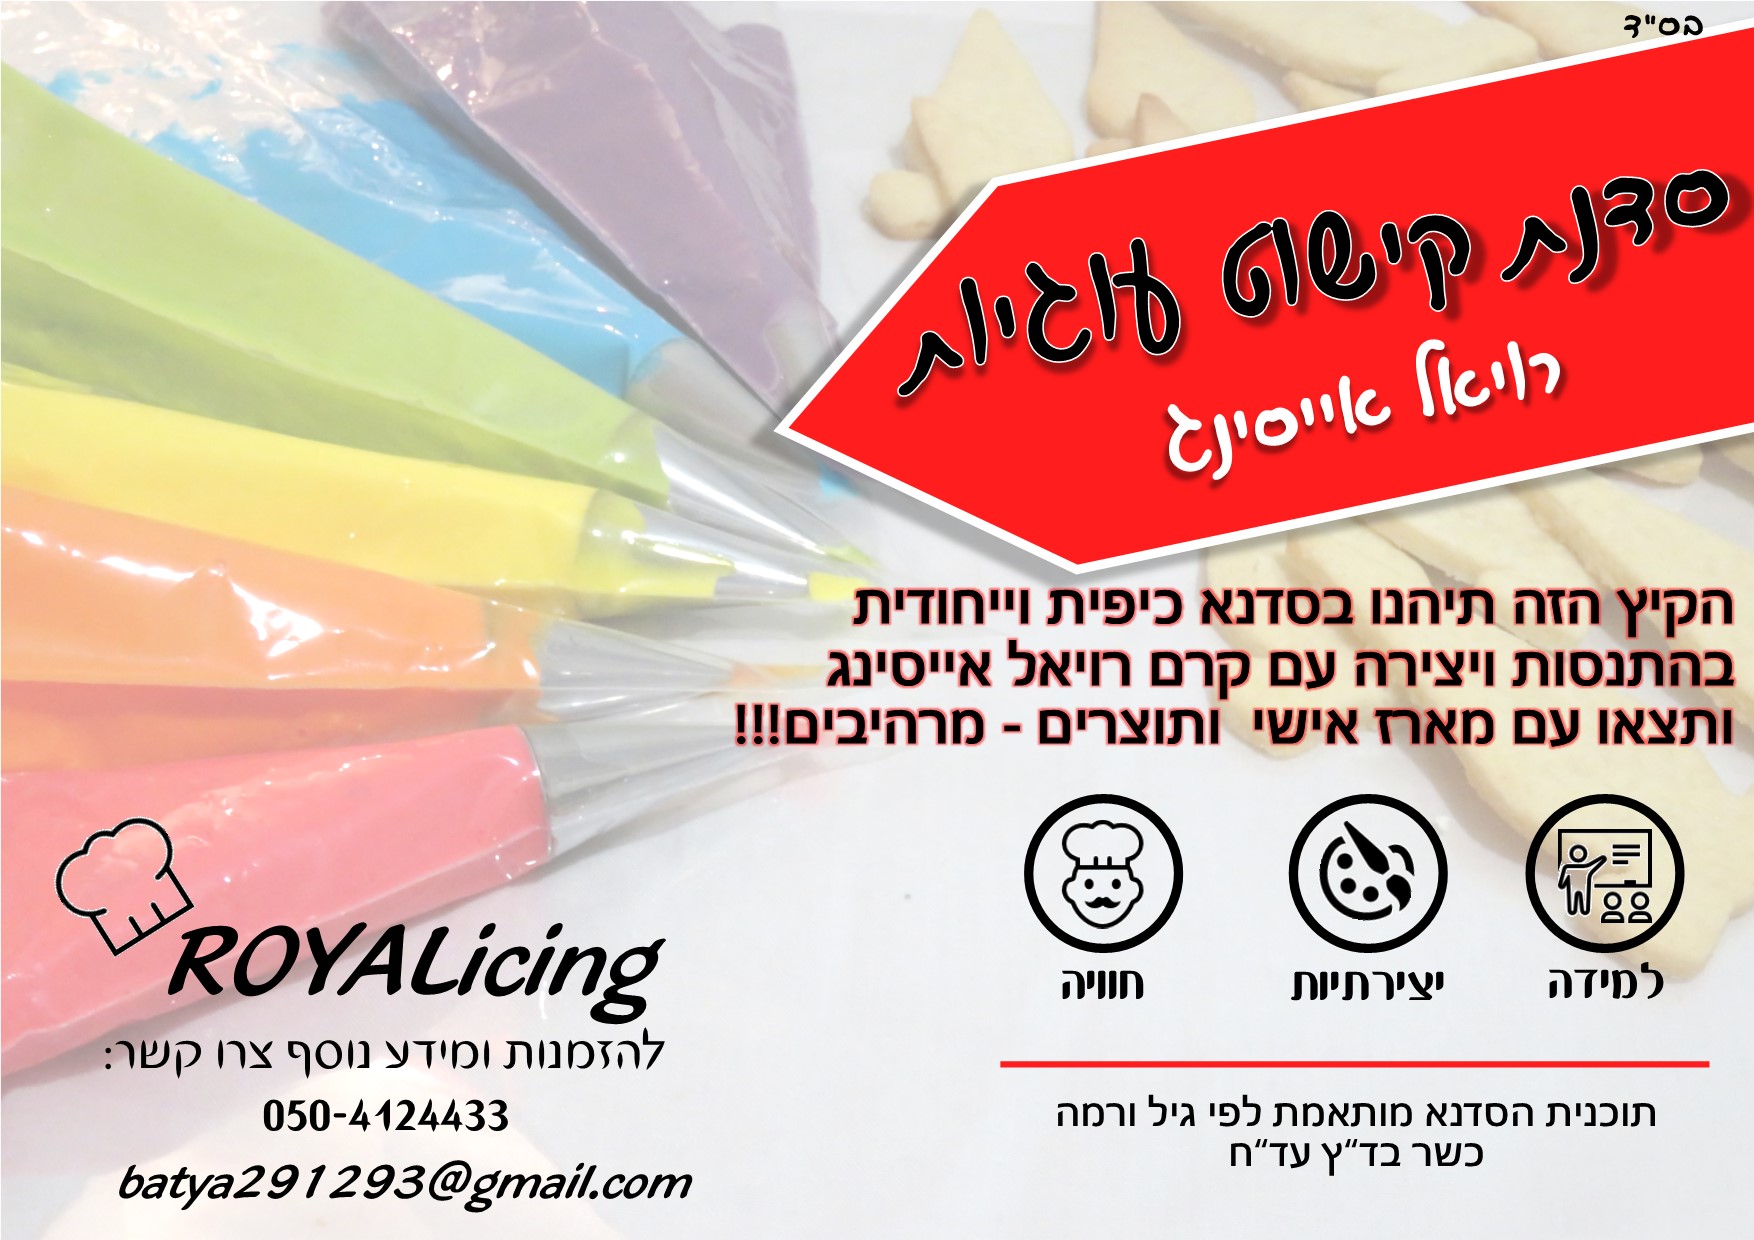 בס"ד
סדנת קישוט עוגיות
רויאל אייסינג
הקיץ הזה תיהנו בסדנא כיפית וייחודית
בהתנסות ויצירה עם קרם רויאל אייסינג
ותצאו עם מארז אישי ותוצרים - מרהיבים!!!
למידה
יצירתיות
חוויה
תוכנית הסדנא מותאמת לפי גיל ורמה
כשר בד"ץ עד"ח
ROYALicing
להזמנות ומידע נוסף צרו קשר:
050-4124433
batya291293@gmail.com